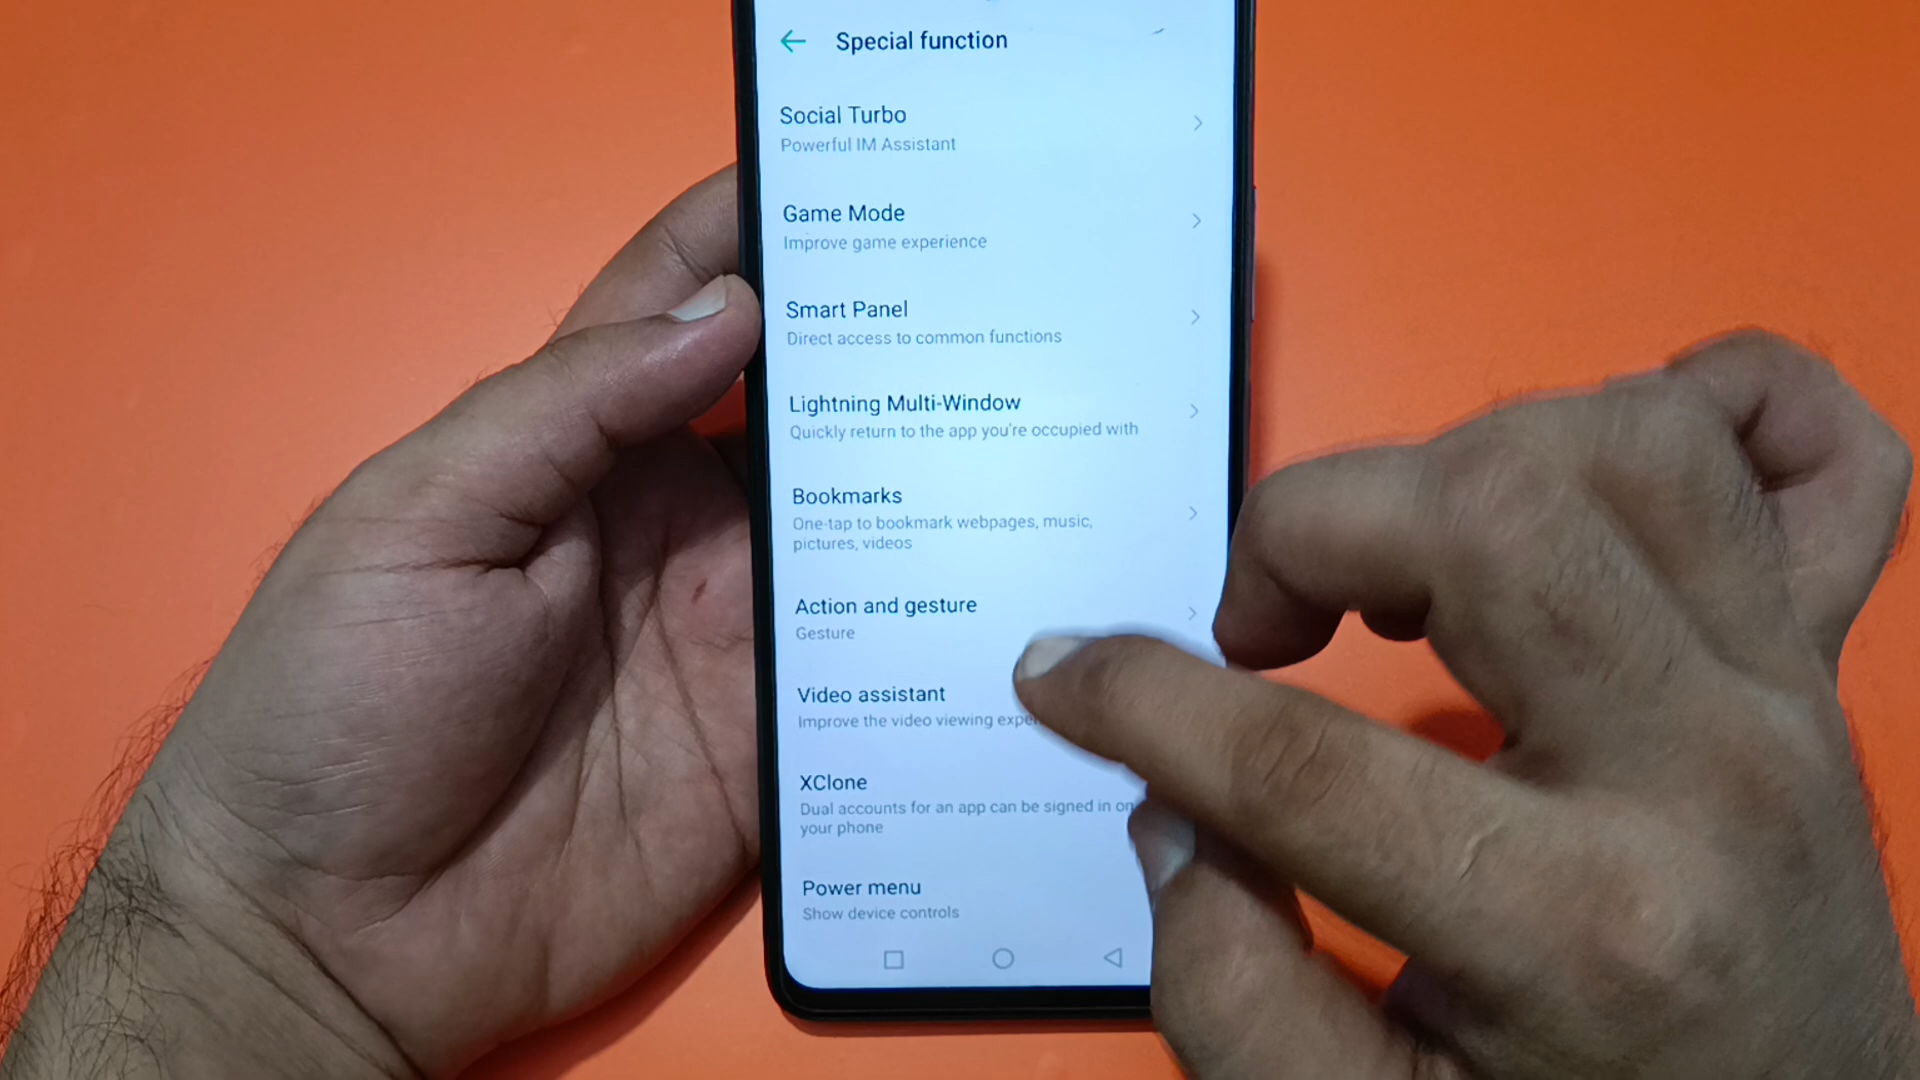 Special function
Social Turbo
Powerful IM Assistant
Game Mode
Improve game experience
Smart Panel
Direct access to common functions
Lightning Multi-Window
Quickly return to the app you're occupied with
Bookmarks
One-tap to bookmark webpages, music,
pictures, videos
Action and gesture
Gesture
Video assistant
Improve the video viewing
XClone
Dual accounts for an app can be signed in on
your phone
Power menu
Show device controls